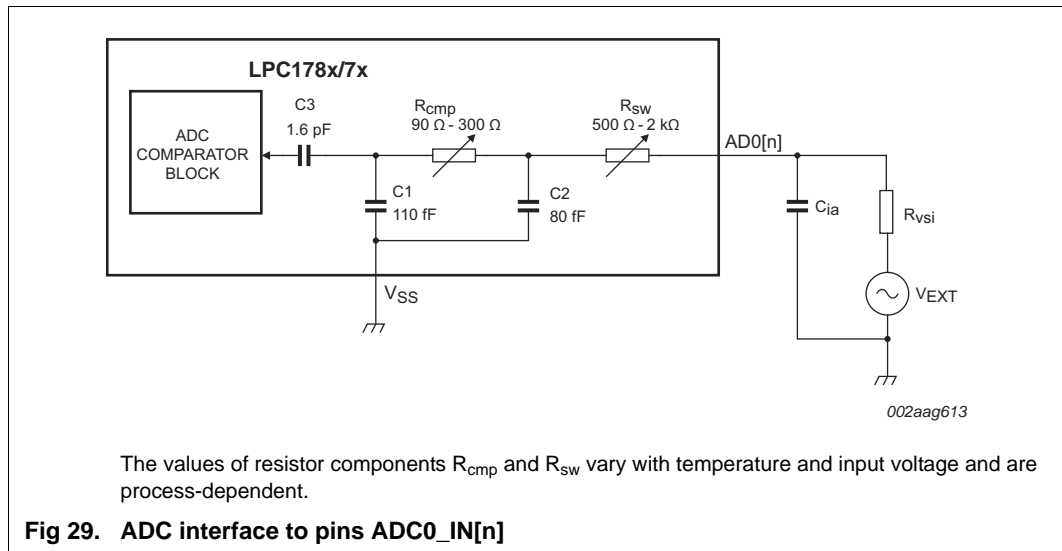 LPC178x/7x
ADC
COMPARATOR
BLOCK
C3
1.6 pF
Rcmp
90 Ω - 300 Ω
Rsw
500 Ω - 2 kΩ
AD0[n]
C1
110 fF
C2
80 fF
Cia
Rvsi
VSS
VEXT
002aag613
The values of resistor components Rcmp and Rsw vary with temperature and input voltage and are
process-dependent.
Fig 29. ADC interface to pins ADC0_IN[n]